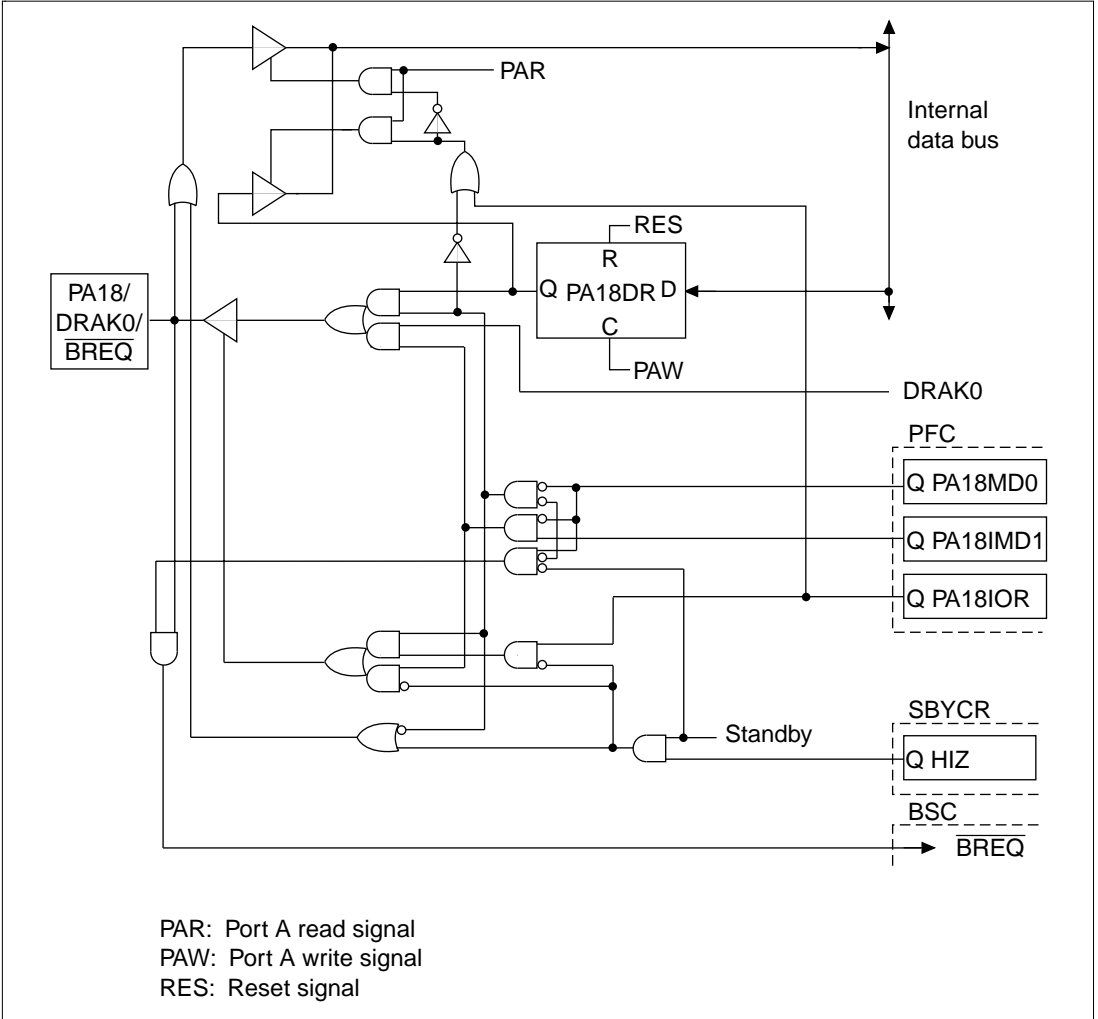 PAR
Internal
data bus
RES
R
Q PA18DR D
C
PAW
PA18/
DRAK0/
BREQ
DRAK0
PFC
Q PA18MD0
Q PA18IMD1
Q PA18IOR
SBYCR
Standby
Q HIZ
BSC
BREQ
PAR: Port A read signal
PAW: Port A write signal
RES: Reset signal